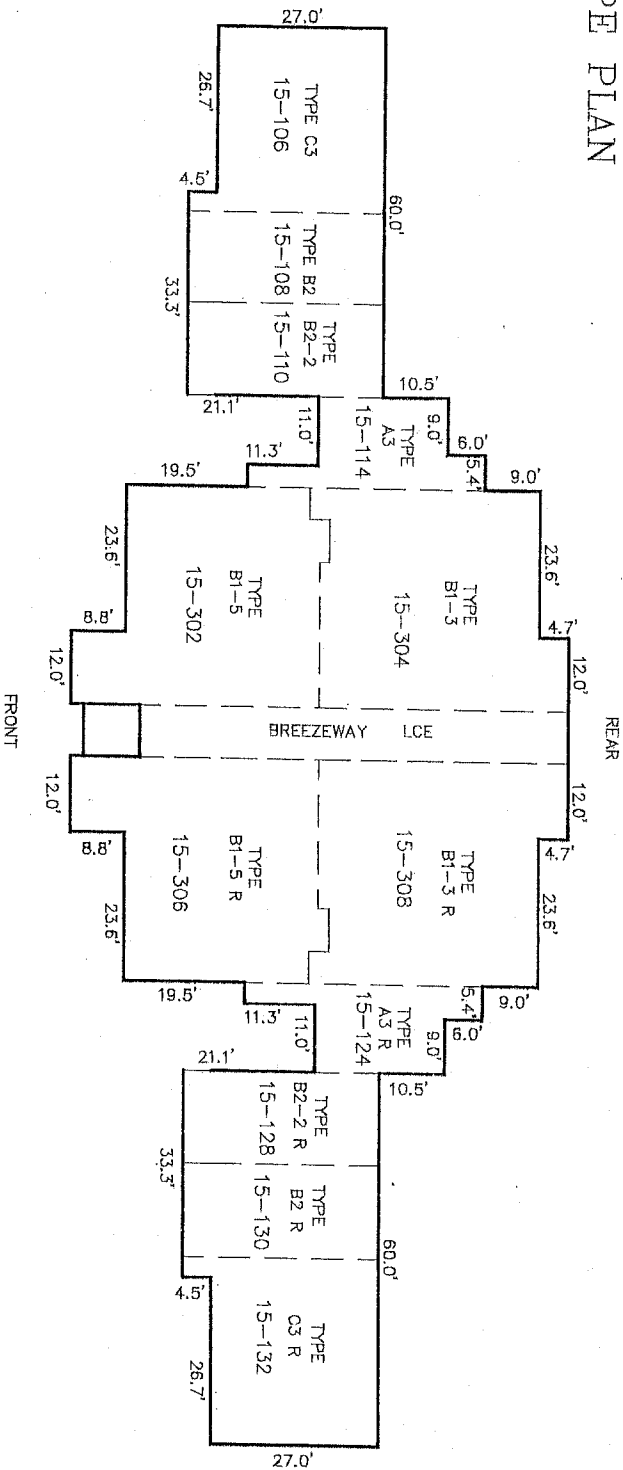 PE PLAN
REAR
FRONT
27.0'
26.7'
4.5'
60.0'
33.3'
TYPE C3
15-106
TYPE B2
15-108
TYPE
B2-2
15-110
21.1'
11.0'
10.5'
9.0'
6.0'
5.4'
9.0'
TYPE
A3
15-114
11.3'
19.5'
23.6'
23.6'
TYPE
B1-5
15-302
TYPE
B1-3
15-304
8.8'
12.0'
4.7'
12.0'
BREEZEWAY LCE
12.0'
8.8'
12.0'
4.7'
TYPE
B1-5 R
15-306
TYPE
B1-3 R
15-308
23.6'
23.6'
19.5'
11.3'
11.0'
9.0'
5.4'
6.0'
9.0'
10.5'
TYPE
A3 R
15-124
21.1'
TYPE
B2-2 R
15-128
TYPE
B2 R
15-130
33.3'
60.0'
4.5'
TYPE
C3 R
15-132
26.7'
27.0'